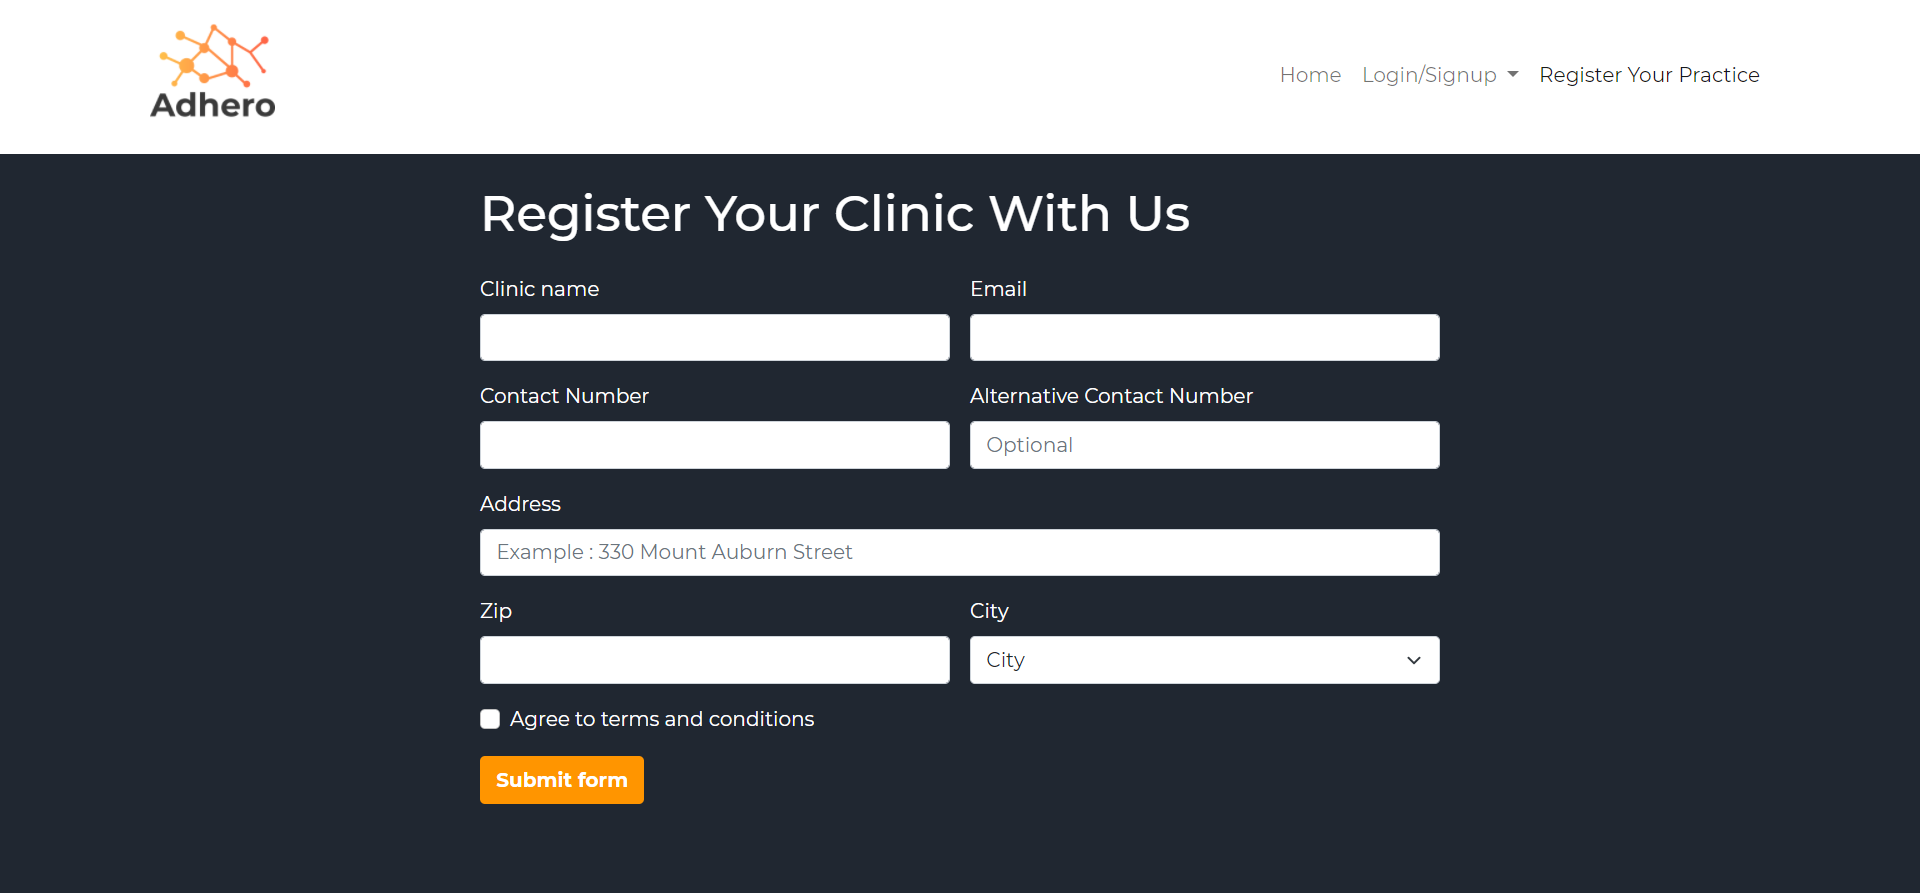 Adhero
Home Login/Signup Register Your Practice
Register Your Clinic With Us
Clinic name Email
Contact Number Alternative Contact Number
Optional
Address
Example : 330 Mount Auburn Street
Zip City
City
Agree to terms and conditions
Submit form